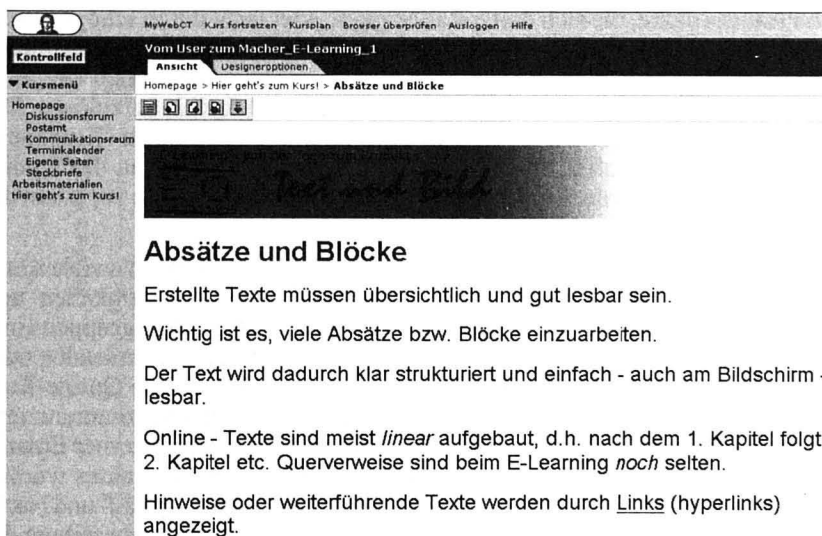 MyWebCT Kurs fortsetzen Kursplan Browser überprüfen Ausloggen Hilfe
Kontrollfeld
Vom User zum Macher_E-Learning_1
Ansicht Designeroptionen
Kursmenü
Homepage > Hier geht's zum Kurs! > Absätze und Blöcke
Homepage
Diskussionsforum
Postamt
Kommunikationsraum
Terminkalender
Eigene Seiten
Steckbriefe
Arbeitsmaterialien
Hier geht's zum Kurs!
Text und Bild
Absätze und Blöcke
Erstellte Texte müssen übersichtlich und gut lesbar sein.
Wichtig ist es, viele Absätze bzw. Blöcke einzuarbeiten.
Der Text wird dadurch klar strukturiert und einfach - auch am Bildschirm -
lesbar.
Online - Texte sind meist linear aufgebaut, d.h. nach dem 1. Kapitel folgt
2. Kapitel etc. Querverweise sind beim E-Learning noch selten.
Hinweise oder weiterführende Texte werden durch Links (hyperlinks)
angezeigt.